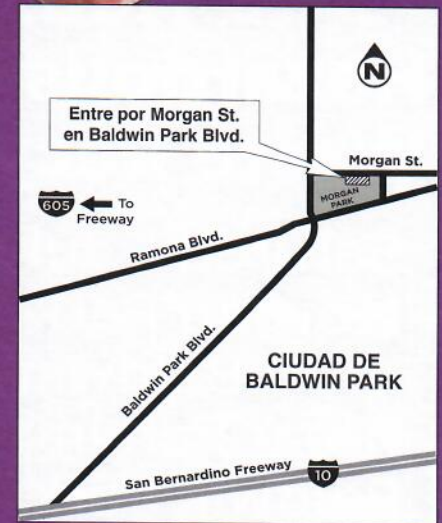 N
Entre por Morgan St.
en Baldwin Park Blvd.
Morgan St.
MORGAN
PARK
605 To
Freeway
Ramona Blvd.
Baldwin Park Blvd.
CIUDAD DE
BALDWIN PARK
San Bernardino Freeway 10